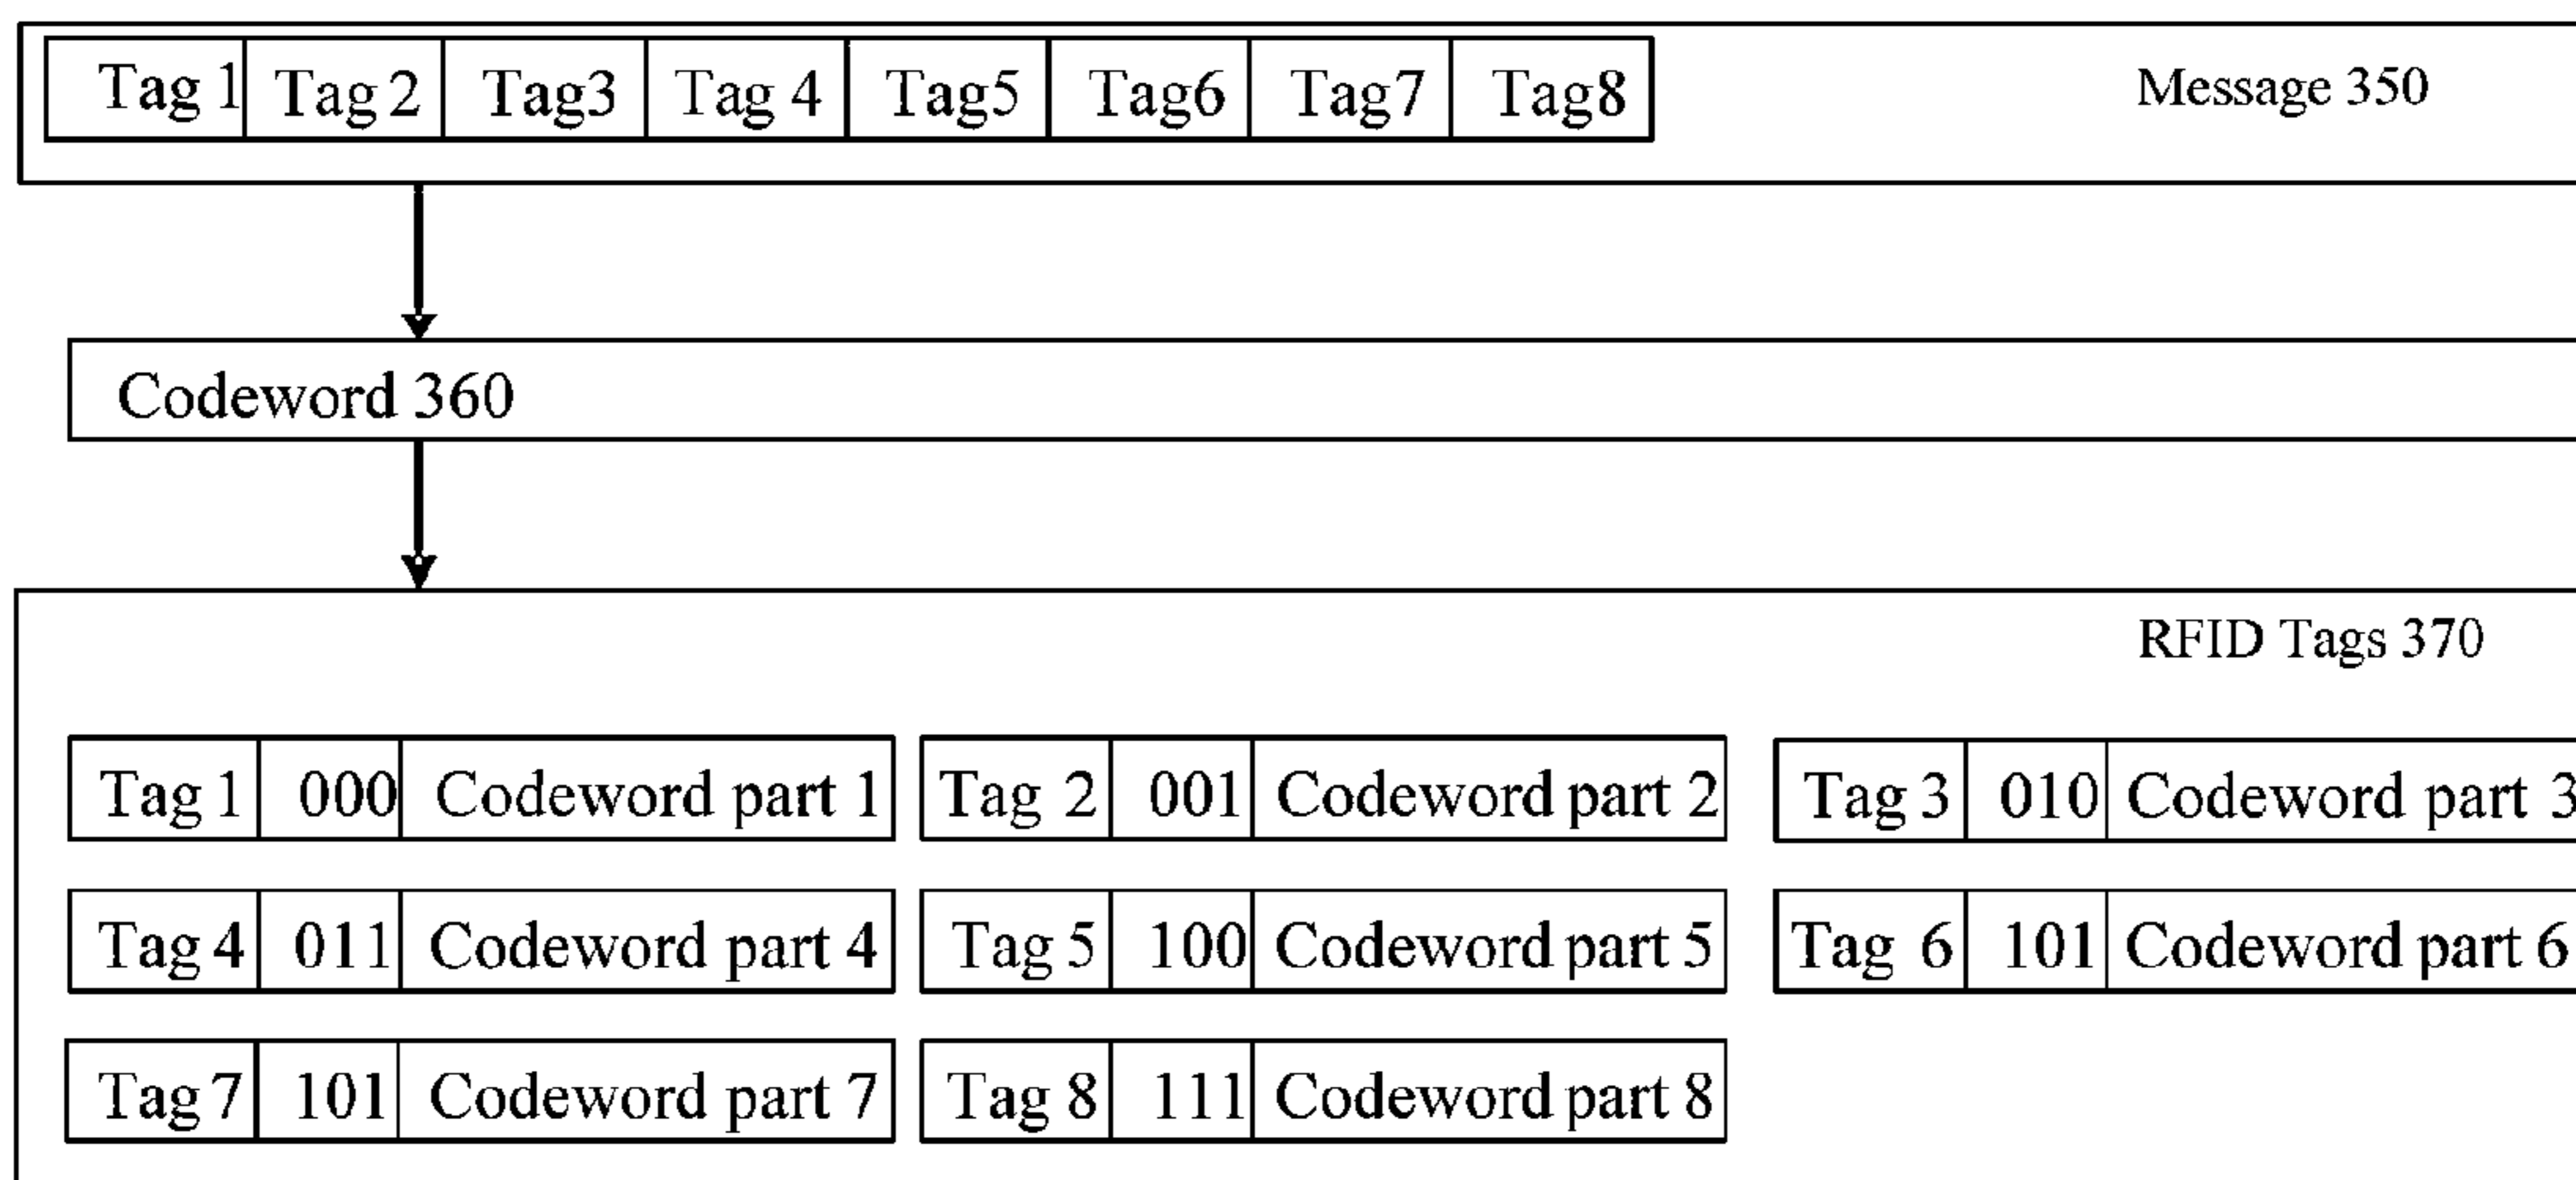 Tag 1 Tag 2 Tag3 Tag 4 Tag5 Tag6 Tag7 Tag8 Message 350
Codeword 360
RFID Tags 370
Tag 1 000 Codeword part 1 Tag 2 001 Codeword part 2 Tag 3 010 Codeword part 3
Tag 4 011 Codeword part 4 Tag 5 100 Codeword part 5 Tag 6 101 Codeword part 6
Tag 7 101 Codeword part 7 Tag 8 111 Codeword part 8